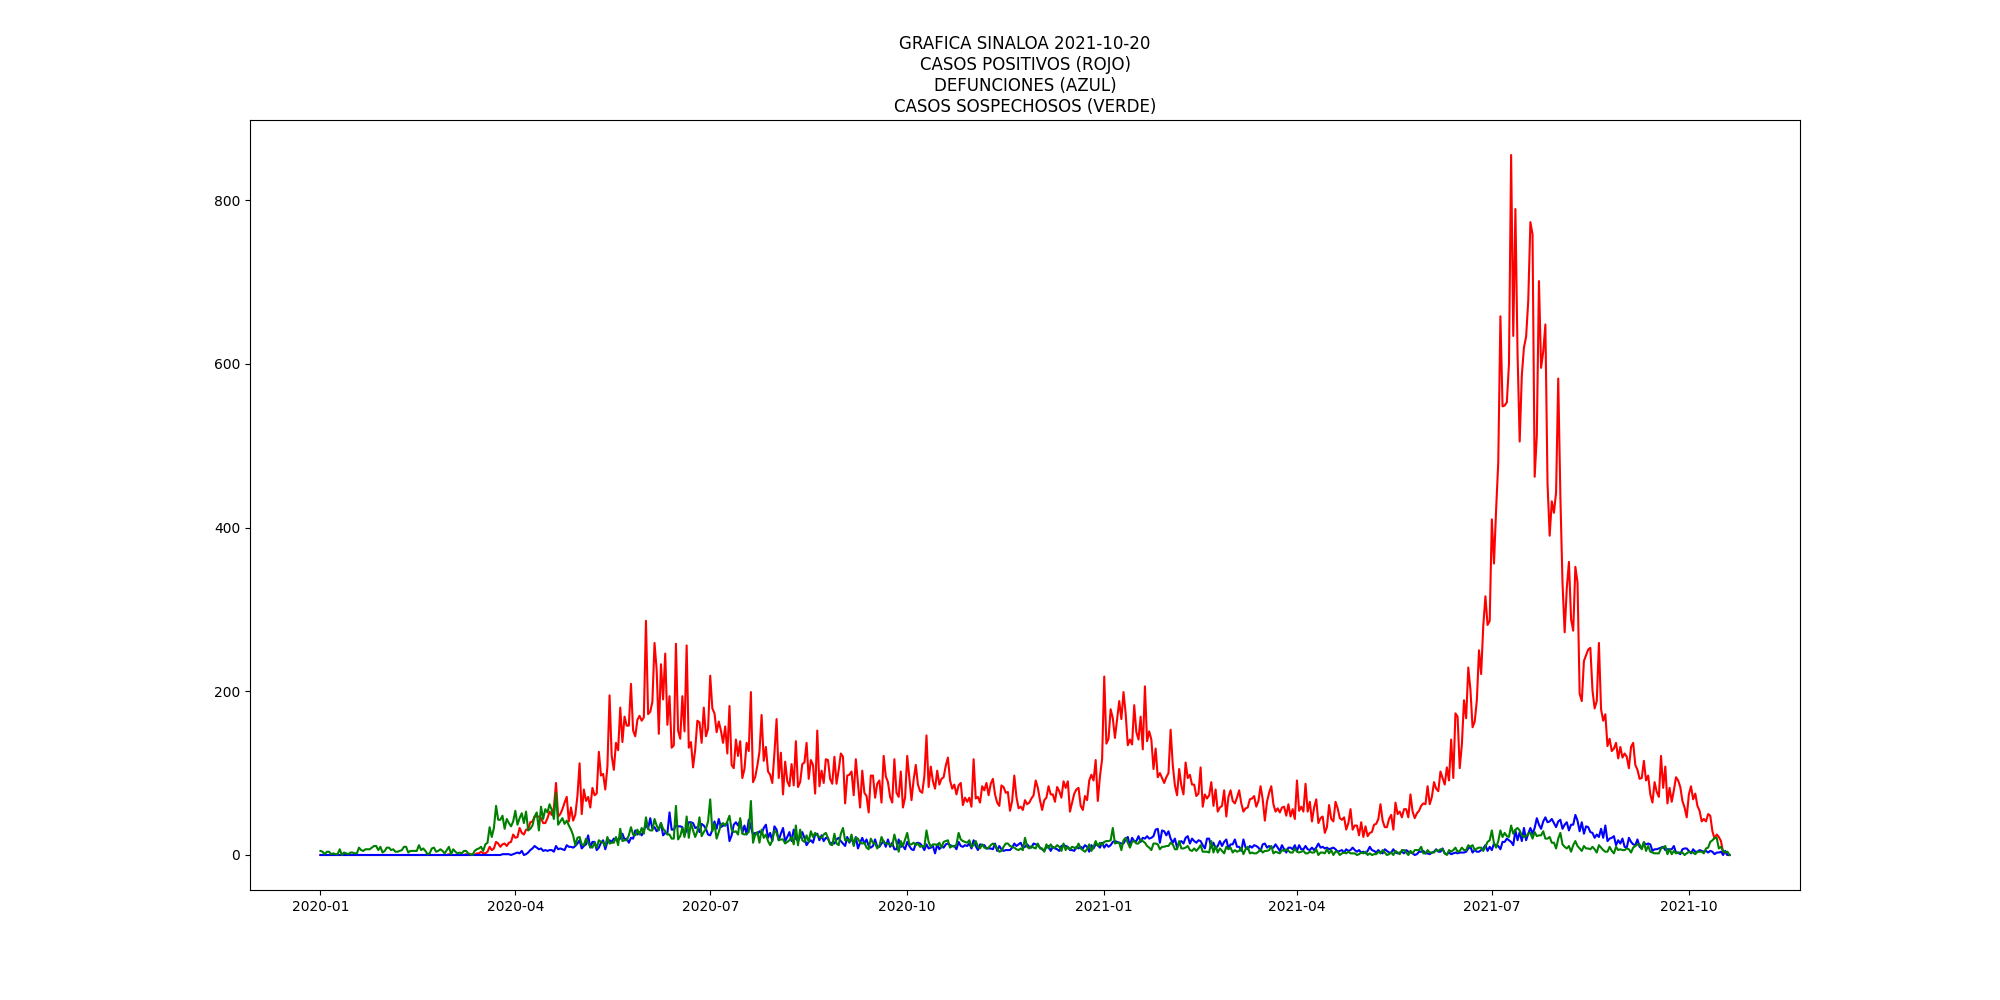 GRAFICA SINALOA 2021-10-20
CASOS POSITIVOS (ROJO)
DEFUNCIONES (AZUL)
CASOS SOSPECHOSOS (VERDE)
800
600
400
200
0
2020-01 2020-04 2020-07 2020-10 2021-01 2021-04 2021-07 2021-10